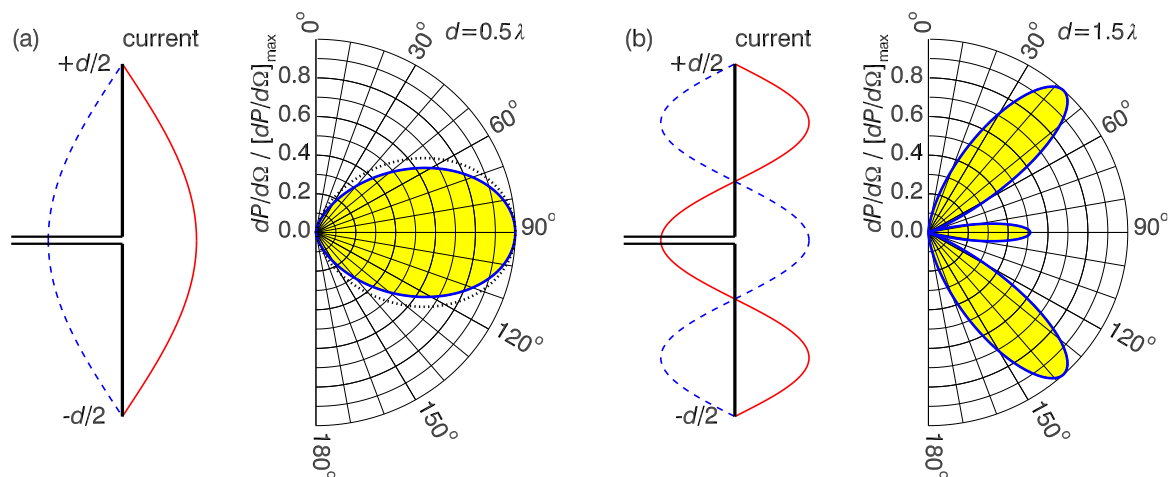 (a)
current
+d/2
-d/2
dP/dΩ / [dP/dΩ]max
0.8
0.6
0.4
0.2
0.0
d=0.5λ
0°
30°
60°
90°
120°
150°
180°
(b)
current
+d/2
-d/2
dP/dΩ / [dP/dΩ]max
0.8
0.6
0.4
0.2
0.0
d=1.5λ
0°
30°
60°
90°
120°
150°
180°